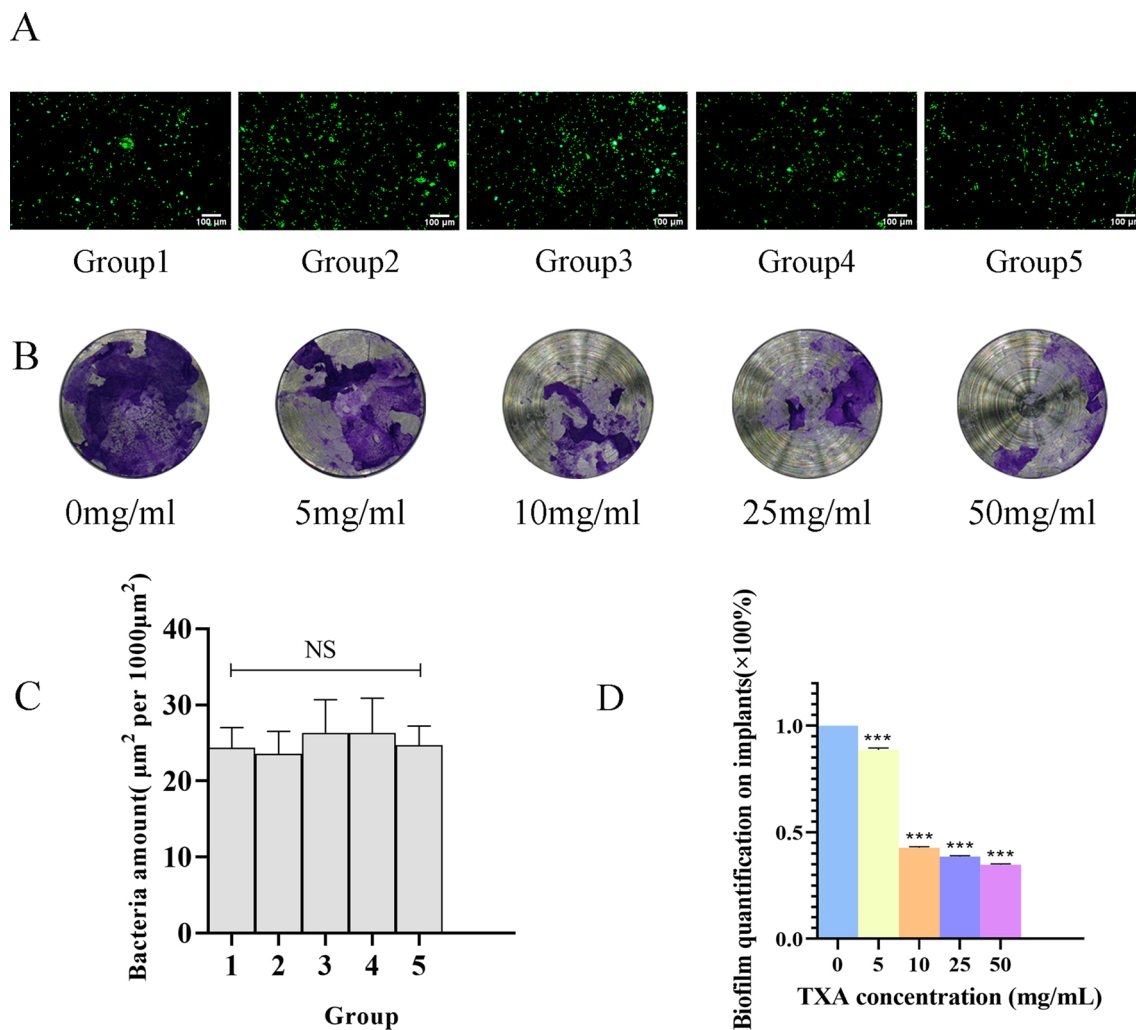 A
100 μm
100 μm
100 μm
100 μm
100 μm
Group1
Group2
Group3
Group4
Group5
B
0mg/ml
5mg/ml
10mg/ml
25mg/ml
50mg/ml
C
Bacteria amount( μm² per 1000μm²)
40
30
20
10
0
NS
1 2 3 4 5
Group
D
Biofilm quantification on implants(×100%)
1.0
0.5
0.0
***
***
***
***
0 5 10 25 50
TXA concentration (mg/mL)